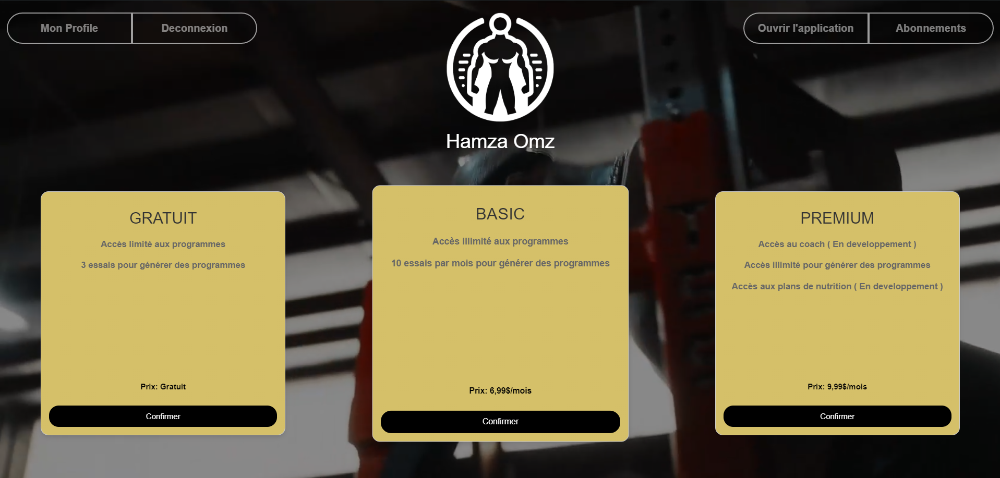 Mon Profile
Deconnexion
Ouvrir l'application
Abonnements
Hamza Omz
GRATUIT
Accès limité aux programmes
3 essais pour générer des programmes
Prix: Gratuit
Confirmer
BASIC
Accès illimité aux programmes
10 essais par mois pour générer des programmes
Prix: 6,99$/mois
Confirmer
PREMIUM
Accès au coach ( En developpement )
Accès illimité pour générer des programmes
Accès aux plans de nutrition ( En developpement )
Prix: 9,99$/mois
Confirmer